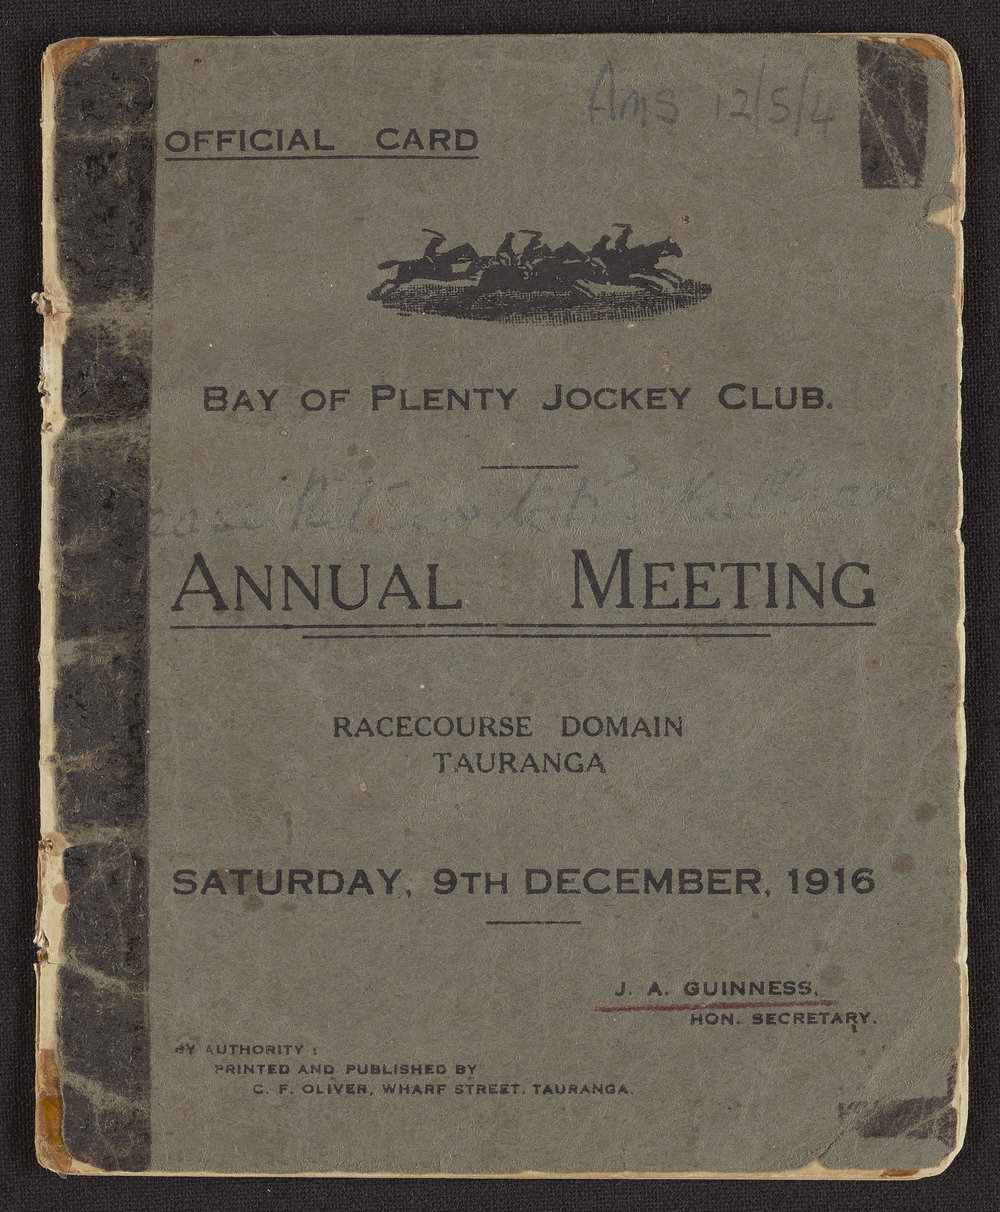 Ams 12/5/4
OFFICIAL CARD
BAY OF PLENTY JOCKEY CLUB.
ANNUAL MEETING
RACECOURSE DOMAIN
TAURANGA
SATURDAY, 9TH DECEMBER, 1916
J. A. GUINNESS,
HON. SECRETARY.
BY AUTHORITY :
PRINTED AND PUBLISHED BY
C. F. OLIVER, WHARF STREET, TAURANGA.